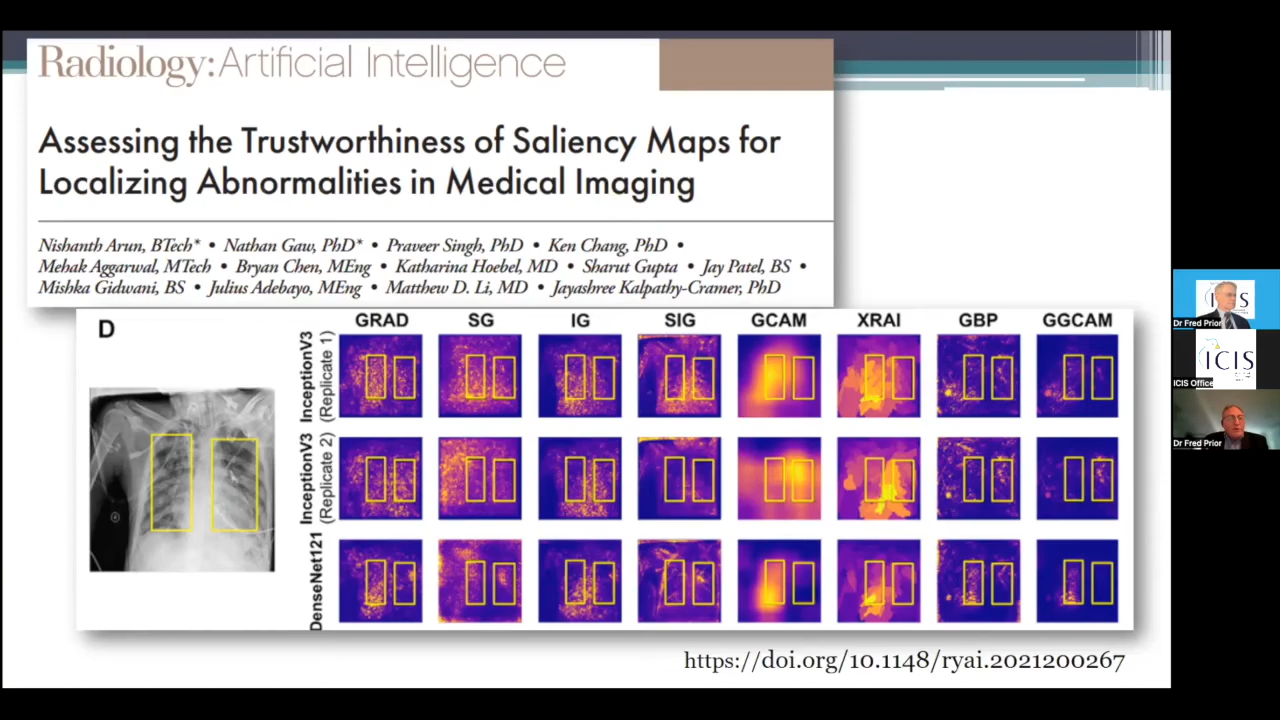 Radiology: Artificial Intelligence
Assessing the Trustworthiness of Saliency Maps for
Localizing Abnormalities in Medical Imaging
Nishanth Arun, BTech* • Nathan Gaw, PhD* • Praveer Singh, PhD • Ken Chang, PhD •
Mehak Aggarwal, MTech • Bryan Chen, MEng • Katharina Hoebel, MD • Sharut Gupta • Jay Patel, BS •
Mishka Gidwani, BS • Julius Adebayo, MEng • Matthew D. Li, MD • Jayashree Kalpathy-Cramer, PhD
D
GRAD SG IG SIG GCAM XRAI GBP GGCAM
InceptionV3
(Replicate 1)
InceptionV3
(Replicate 2)
DenseNet121
https://doi.org/10.1148/ryai.2021200267
ICIS
Dr Fred Prior
ICIS
ICIS Office
Dr Fred Prior